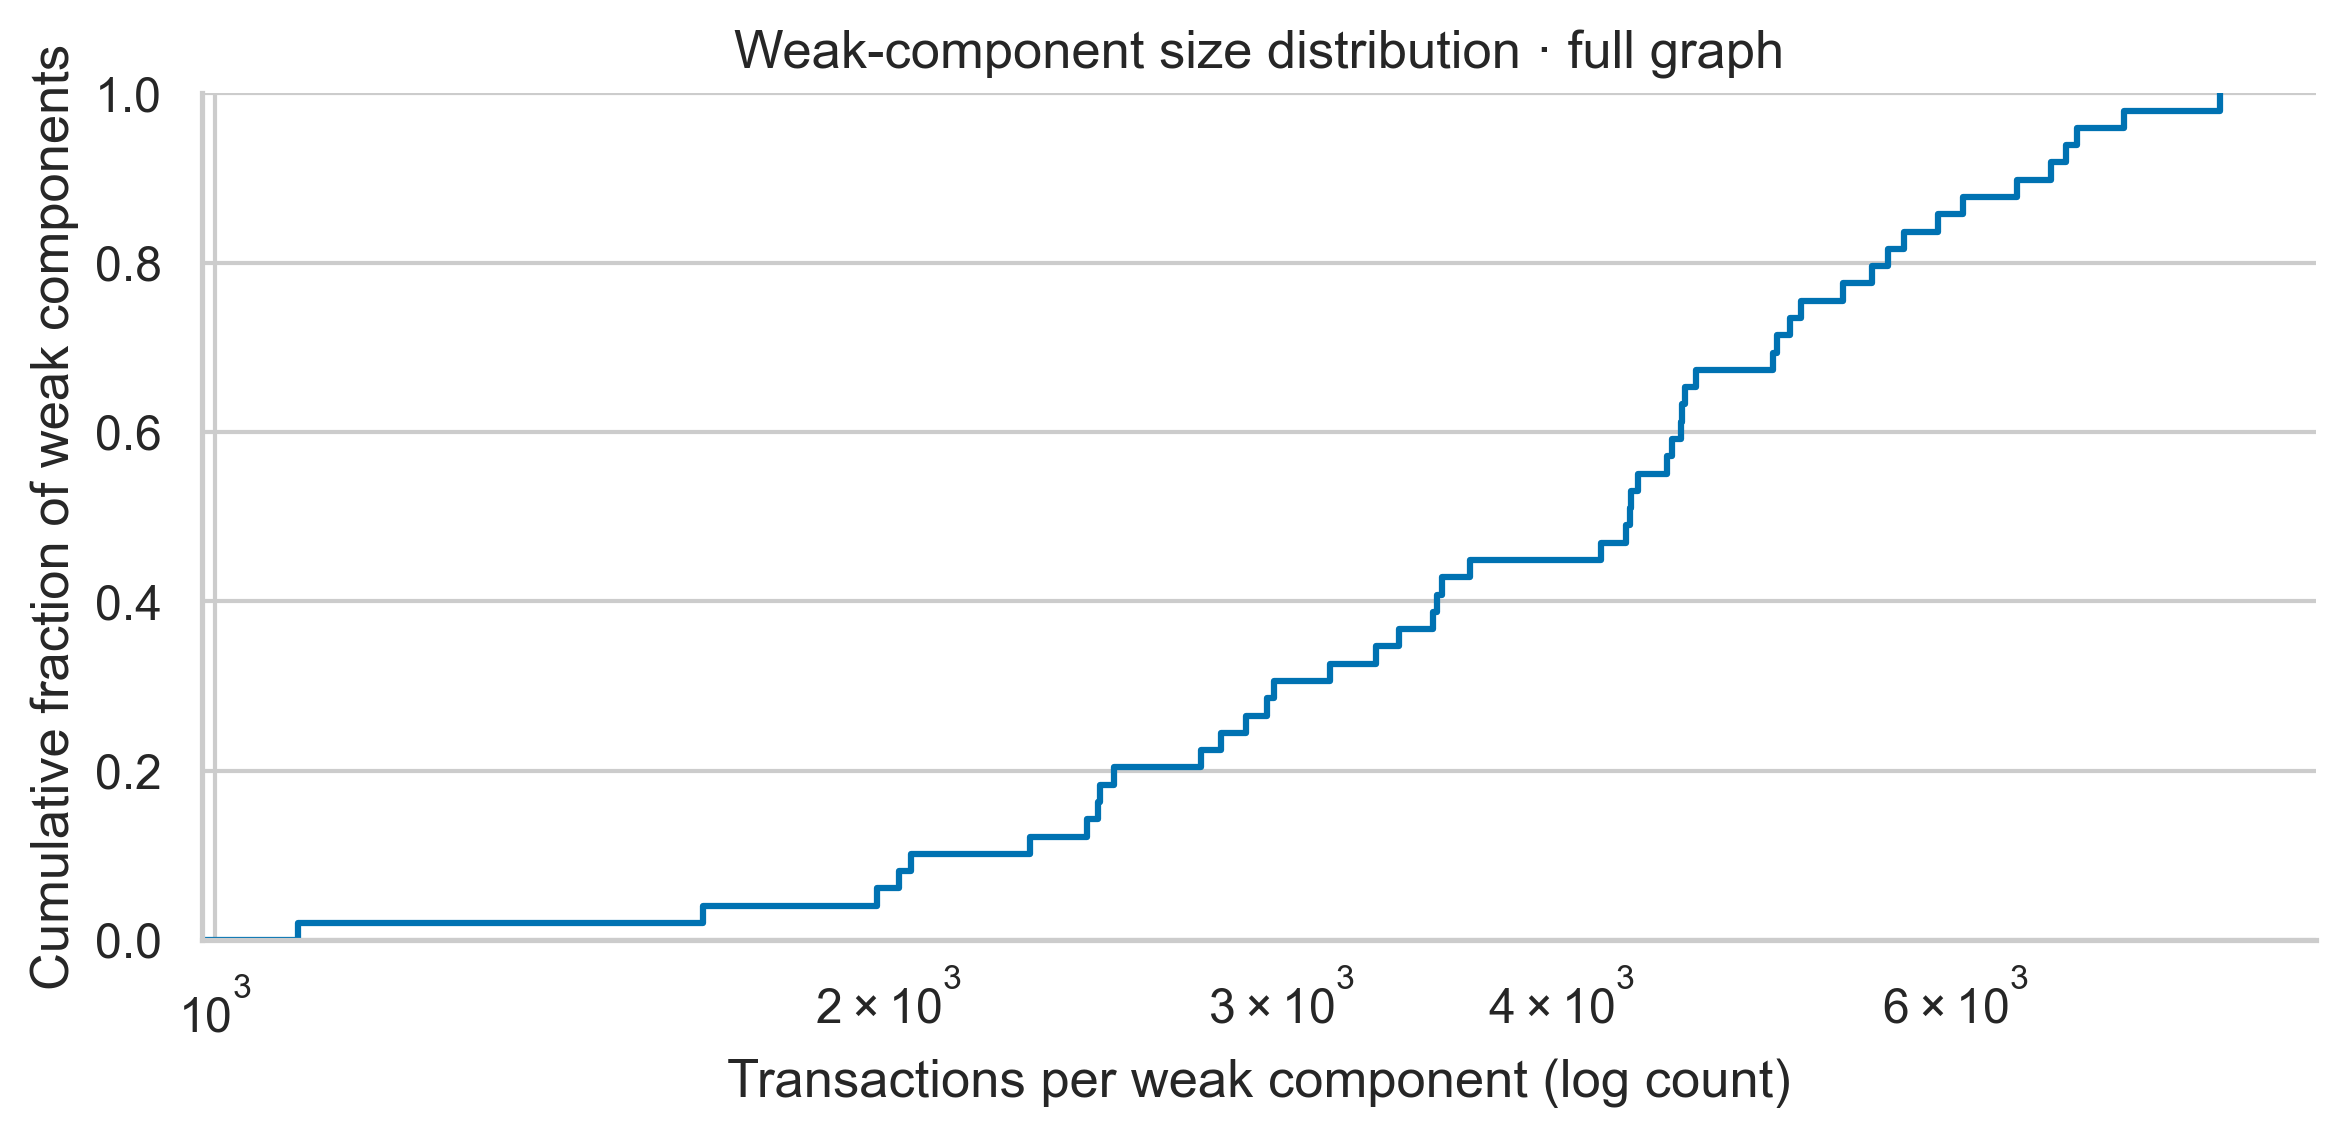 Weak-component size distribution · full graph
Cumulative fraction of weak components
1.0
0.8
0.6
0.4
0.2
0.0
10³
2 × 10³
3 × 10³
4 × 10³
6 × 10³
Transactions per weak component (log count)